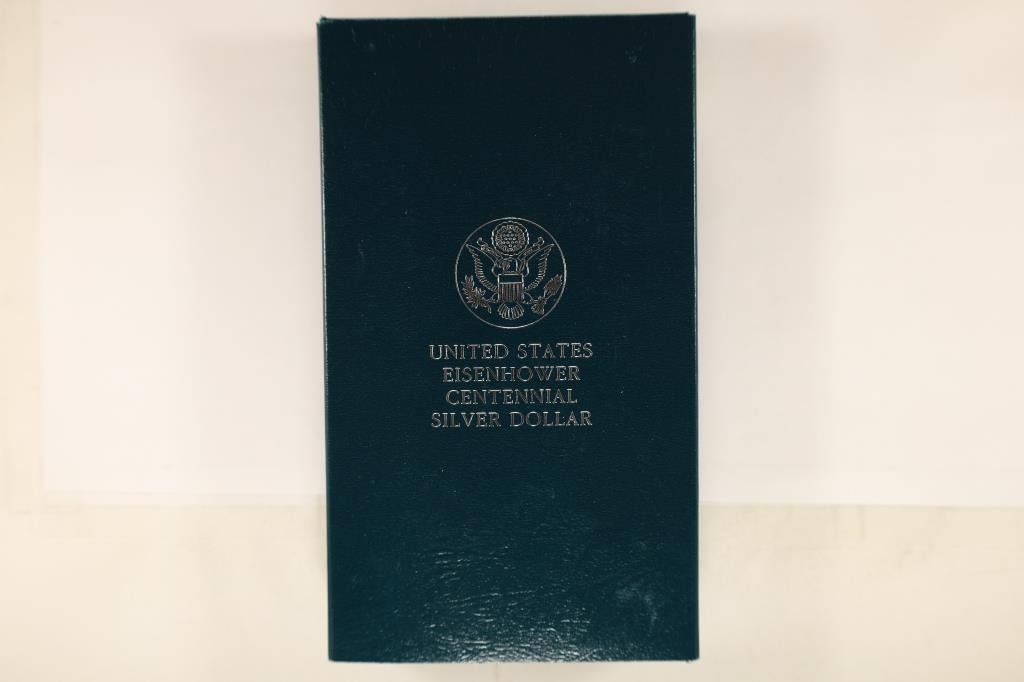 UNITED STATES
EISENHOWER
CENTENNIAL
SILVER DOLLAR